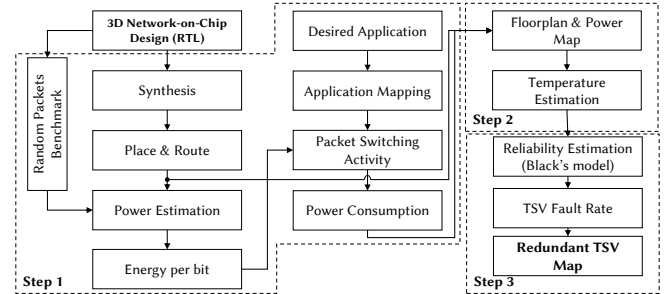 3D Network-on-Chip
Design (RTL)
Random Packets
Benchmark
Synthesis
Place & Route
Power Estimation
Energy per bit
Step 1
Desired Application
Application Mapping
Packet Switching
Activity
Power Consumption
Floorplan & Power
Map
Temperature
Estimation
Step 2
Reliability Estimation
(Black's model)
TSV Fault Rate
Redundant TSV
Map
Step 3